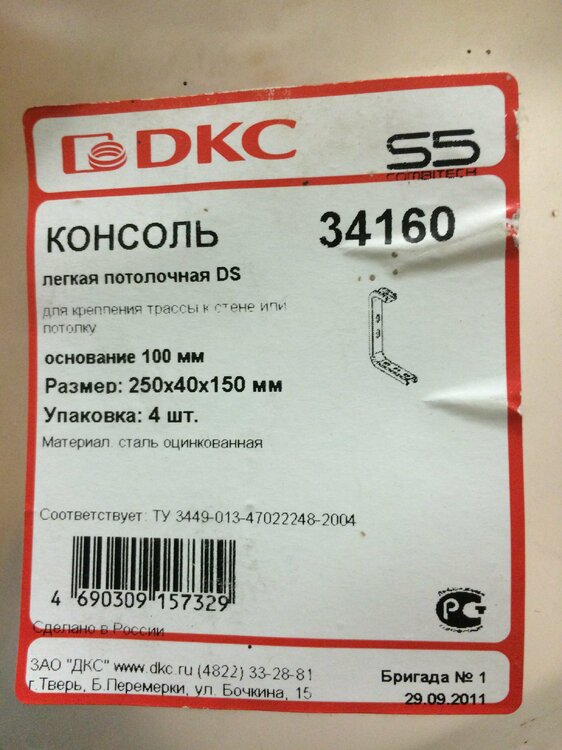 DKC
S5
COMBITECH
КОНСОЛЬ 34160
легкая потолочная DS
для крепления трассы к стене или
потолку
основание 100 мм
Размер: 250х40х150 мм
Упаковка: 4 шт.
Материал: сталь оцинкованная
Соответствует: ТУ 3449-013-47022248-2004
4 690309 157329
Сделано в России
ЗАО "ДКС" www.dkc.ru (4822) 33-28-81
г.Тверь, Б.Перемерки, ул. Бочкина, 15
Бригада № 1
29.09.2011